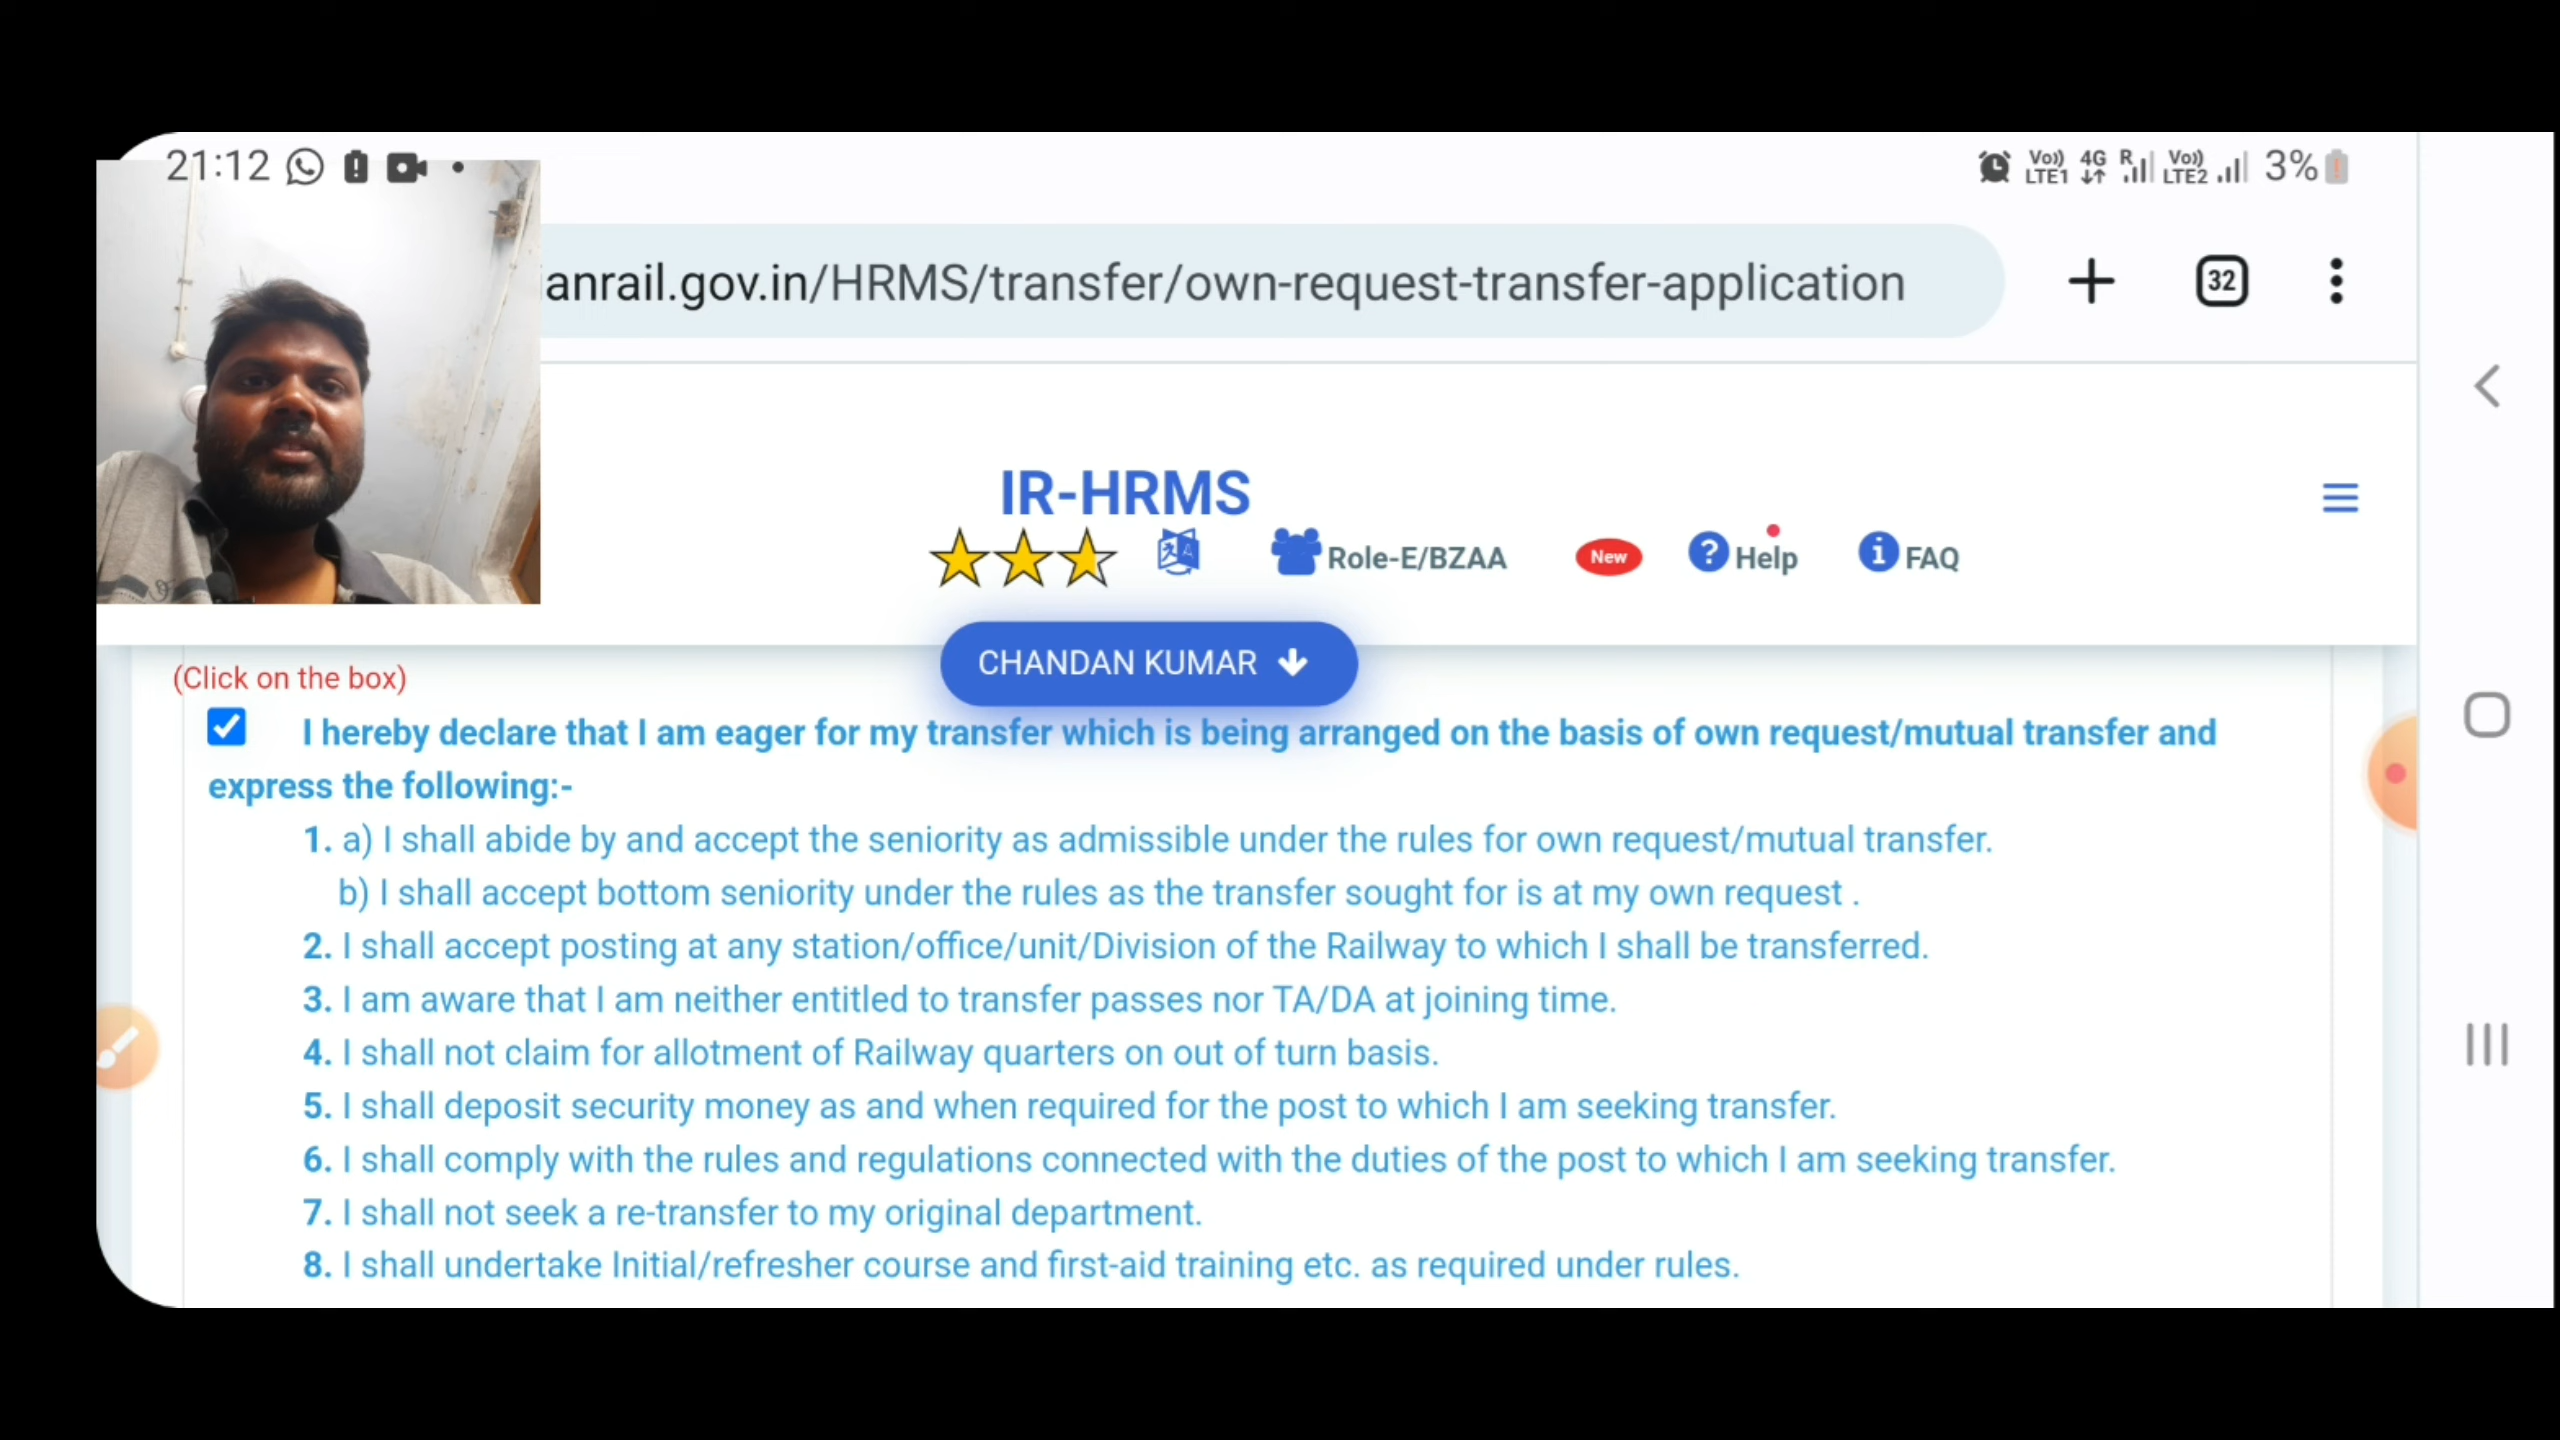 21:12
Vo)) LTE1 4G R Vo)) LTE2 3%
anrail.gov.in/HRMS/transfer/own-request-transfer-application
32
IR-HRMS
Role-E/BZAA New ? Help i FAQ
CHANDAN KUMAR
(Click on the box)
I hereby declare that I am eager for my transfer which is being arranged on the basis of own request/mutual transfer and
express the following:-
1. a) I shall abide by and accept the seniority as admissible under the rules for own request/mutual transfer.
b) I shall accept bottom seniority under the rules as the transfer sought for is at my own request .
2. I shall accept posting at any station/office/unit/Division of the Railway to which I shall be transferred.
3. I am aware that I am neither entitled to transfer passes nor TA/DA at joining time.
4. I shall not claim for allotment of Railway quarters on out of turn basis.
5. I shall deposit security money as and when required for the post to which I am seeking transfer.
6. I shall comply with the rules and regulations connected with the duties of the post to which I am seeking transfer.
7. I shall not seek a re-transfer to my original department.
8. I shall undertake Initial/refresher course and first-aid training etc. as required under rules.